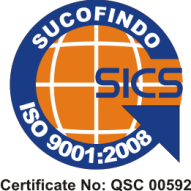 SUCOFINDO
SICS
ISO 9001:2008
Certificate No: QSC 00592